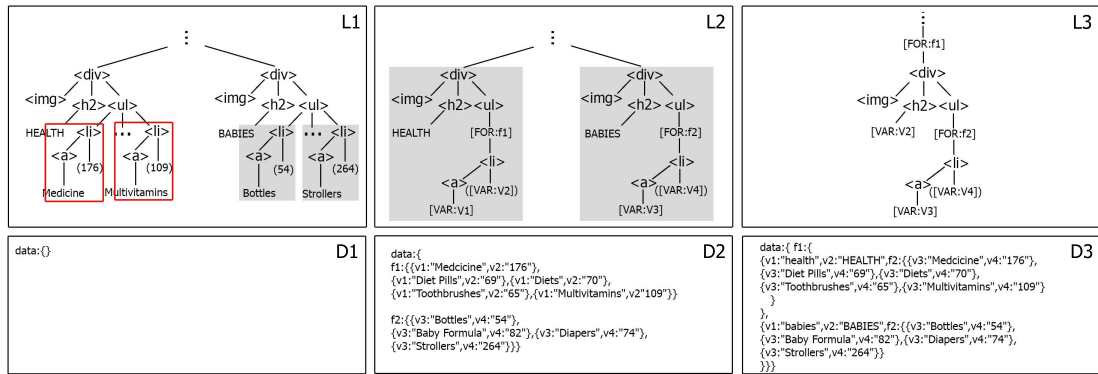 L1
⋮
<div> <div>
<img> <h2> <ul> <img> <h2> <ul>
HEALTH <li> ... <li> BABIES <li> ... <li>
<a> (176) <a> (109) <a> (54) <a> (264)
Medicine Multivitamins Bottles Strollers
L2
⋮
<div> <div>
<img> <h2> <ul> <img> <h2> <ul>
HEALTH [FOR:f1] BABIES [FOR:f2]
<li> <li>
<a> ([VAR:V2]) <a> ([VAR:V4])
[VAR:V1] [VAR:V3]
L3
⋮
[FOR:f1]
<div>
<img> <h2> <ul>
[VAR:V2] [FOR:f2]
<li>
<a> ([VAR:V4])
[VAR:V3]
data:{} D1
D2
data:{
f1:{{v1:"Medcicine",v2:"176"},
{v1:"Diet Pills",v2:"69"},{v1:"Diets",v2:"70"},
{v1:"Toothbrushes",v2:"65"},{v1:"Multivitamins",v2"109"}}
f2:{{v3:"Bottles",v4:"54"},
{v3:"Baby Formula",v4:"82"},{v3:"Diapers",v4:"74"},
{v3:"Strollers",v4:"264"}}}
data:{ f1:{ D3
{v1:"health",v2:"HEALTH",f2:{{v3:"Medcicine",v4:"176"},
{v3:"Diet Pills",v4:"69"},{v3:"Diets",v4:"70"},
{v3:"Toothbrushes",v4:"65"},{v3:"Multivitamins",v4:"109"}
}
},
{v1:"babies",v2:"BABIES",f2:{{v3:"Bottles",v4:"54"},
{v3:"Baby Formula",v4:"82"},{v3:"Diapers",v4:"74"},
{v3:"Strollers",v4:"264"}}
}}}